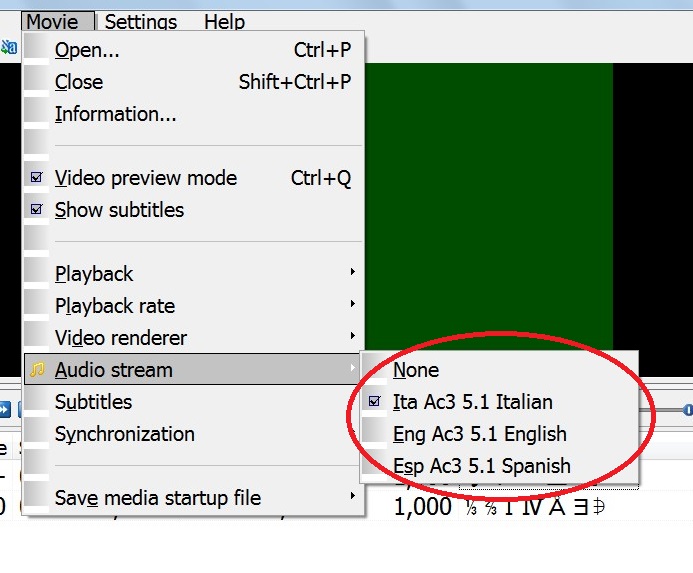 Movie Settings Help
Open... Ctrl+P
Close Shift+Ctrl+P
Information...
Video preview mode Ctrl+Q
Show subtitles
Playback
Playback rate
Video renderer
Audio stream
None
Subtitles
Ita Ac3 5.1 Italian
Synchronization
Eng Ac3 5.1 English
Esp Ac3 5.1 Spanish
Save media startup file
1,000 ⅓ ⅔ Ⅰ Ⅳ Å ∃